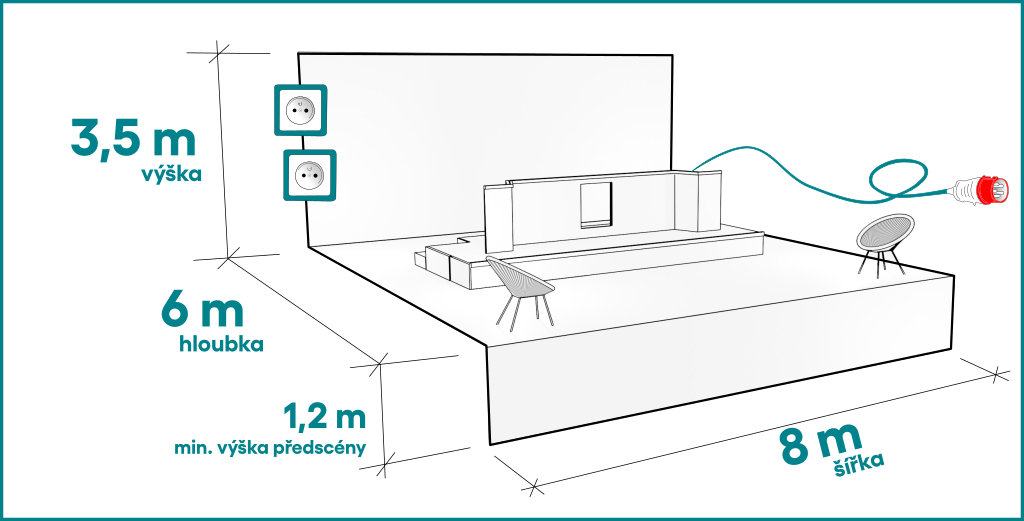 3,5 m
výška
6 m
hloubka
1,2 m
min. výška předscény
8 m
šířka